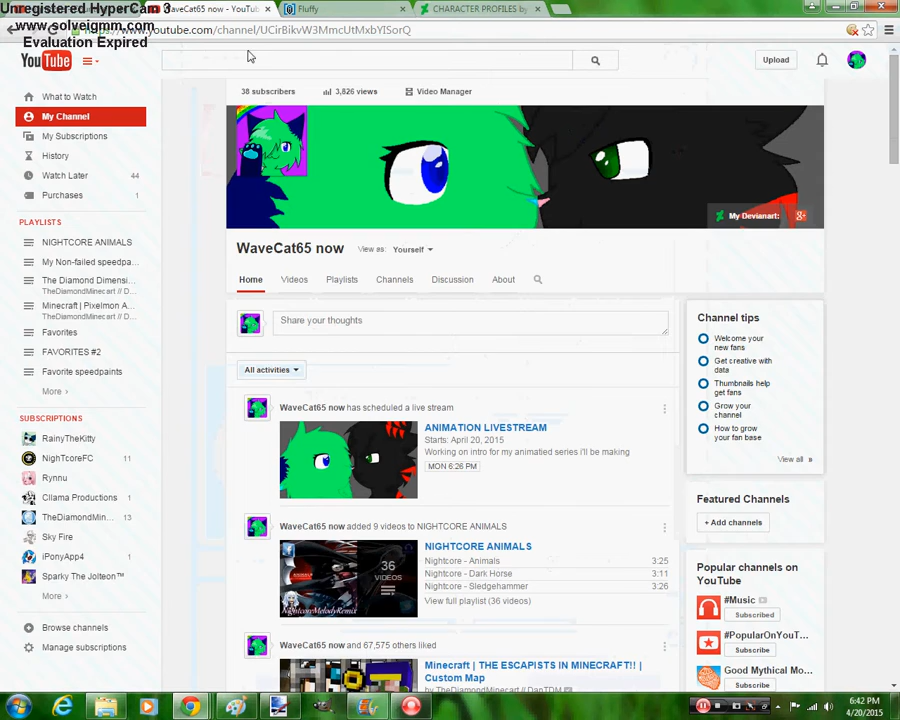 Unregistered HyperCam 3
www.solveigmm.com
Evaluation Expired
WaveCat65 now - YouTub
Fluffy
CHARACTER PROFILES by
https://www.youtube.com/channel/UCirBikvW3MmcUtMxbYISorQ
YouTube
Upload
What to Watch
My Channel
My Subscriptions
History
Watch Later 44
Purchases 1
PLAYLISTS
NIGHTCORE ANIMALS
My Non-failed speedpa...
The Diamond Dimensi...
TheDiamondMinecart // D...
Minecraft | Pixelmon A...
TheDiamondMinecart // D...
Favorites
FAVORITES #2
Favorite speedpaints
More ›
SUBSCRIPTIONS
RainyTheKitty
NighTcoreFC 11
Rynnu
Cllama Productions 1
TheDiamondMin... 13
Sky Fire
iPonyApp4 1
Sparky The Jolteon™
More ›
Browse channels
Manage subscriptions
38 subscribers
3,826 views
Video Manager
My Devianart:
WaveCat65 now
View as: Yourself
Home
Videos
Playlists
Channels
Discussion
About
Share your thoughts
All activities
WaveCat65 now has scheduled a live stream
ANIMATION LIVESTREAM
Starts: April 20, 2015
Working on intro for my animatied series i'll be making
MON 6:26 PM
WaveCat65 now added 9 videos to NIGHTCORE ANIMALS
36
VIDEOS
NIGHTCORE ANIMALS
Nightcore - Animals 3:25
Nightcore - Dark Horse 3:11
Nightcore - Sledgehammer 3:26
View full playlist (36 videos)
WaveCat65 now and 67,575 others liked
Minecraft | THE ESCAPISTS IN MINECRAFT!! |
Custom Map
by TheDiamondMinecart // DanTDM
Channel tips
Welcome your
new fans
Get creative with
data
Thumbnails help
get fans
Grow your
channel
How to grow
your fan base
View all »
Featured Channels
+ Add channels
Popular channels on
YouTube
#Music
Subscribed
#PopularOnYouT...
Subscribe
Good Mythical Mo...
Subscribe
6:42 PM
4/20/2015